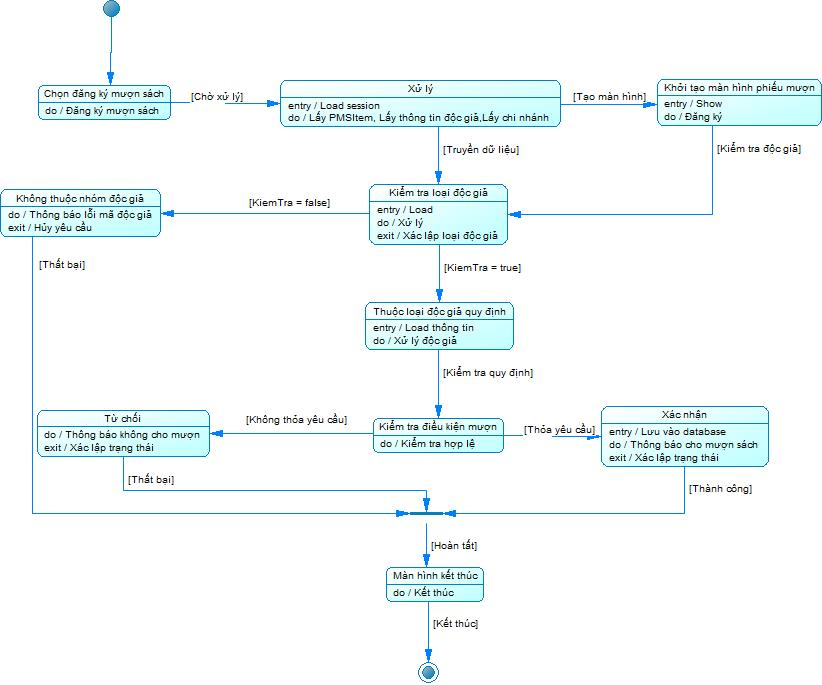 Chọn đăng ký mượn sách
do / Đăng ký mượn sách
[Chờ xử lý]
Xử lý
entry / Load session
do / Lấy PMSItem, Lấy thông tin độc giả,Lấy chi nhánh
[Tạo màn hình]
Khởi tạo màn hình phiếu mượn
entry / Show
do / Đăng ký
[Truyền dữ liệu]
[Kiểm tra độc giả]
Không thuộc nhóm độc giả
do / Thông báo lỗi mã độc giả
exit / Hủy yêu cầu
[KiemTra = false]
Kiểm tra loại độc giả
entry / Load
do / Xử lý
exit / Xác lập loại độc giả
[Thất bại]
[KiemTra = true]
Thuộc loại độc giả quy định
entry / Load thông tin
do / Xử lý độc giả
[Kiểm tra quy định]
Từ chối
do / Thông báo không cho mượn
exit / Xác lập trạng thái
[Không thỏa yêu cầu]
Kiểm tra điều kiện mượn
do / Kiểm tra hợp lệ
[Thỏa yêu cầu]
Xác nhận
entry / Lưu vào database
do / Thông báo cho mượn sách
exit / Xác lập trạng thái
[Thất bại]
[Thành công]
[Hoàn tất]
Màn hình kết thúc
do / Kết thúc
[Kết thúc]